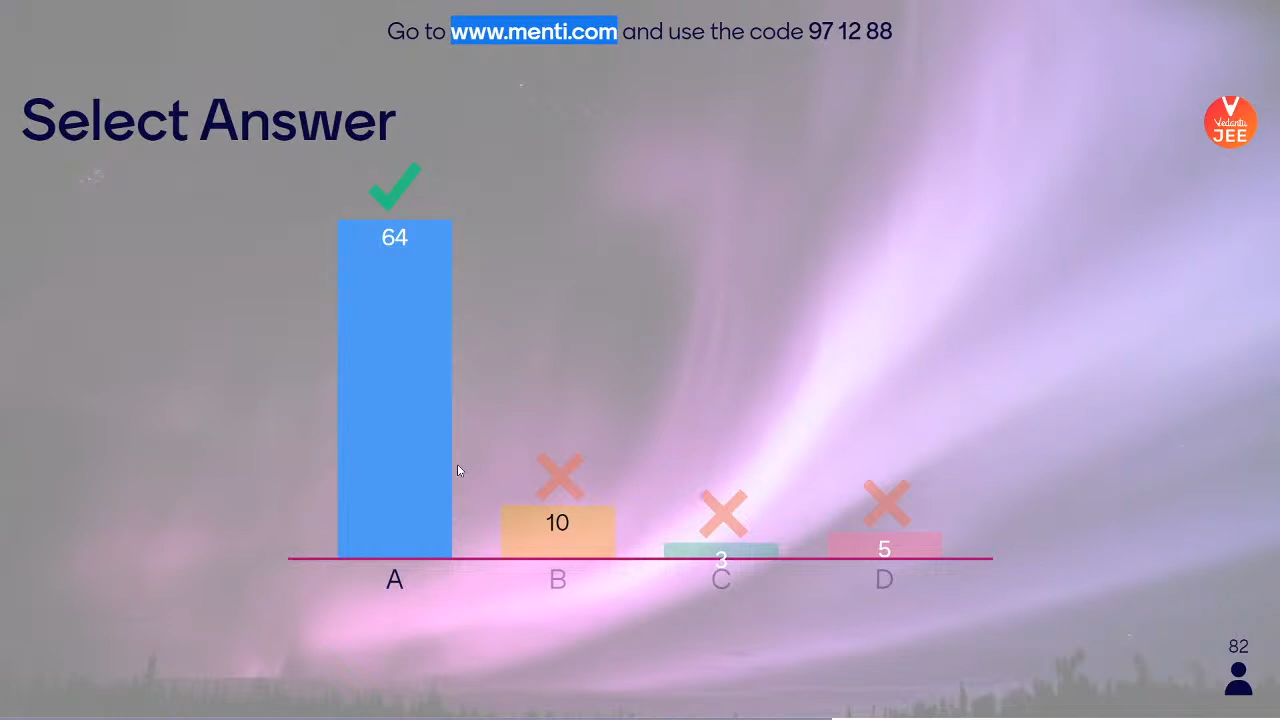 Go to www.menti.com and use the code 97 12 88
Select Answer
Vedantu
JEE
64
10
3
5
A
B
C
D
82